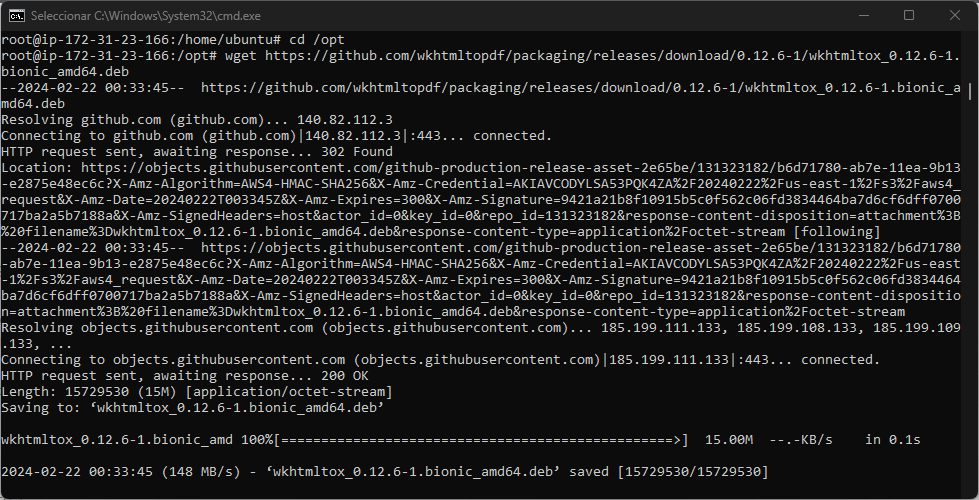 Seleccionar C:\Windows\System32\cmd.exe
root@ip-172-31-23-166:/home/ubuntu# cd /opt
root@ip-172-31-23-166:/opt# wget https://github.com/wkhtmltopdf/packaging/releases/download/0.12.6-1/wkhtmltox_0.12.6-1.
bionic_amd64.deb
--2024-02-22 00:33:45--  https://github.com/wkhtmltopdf/packaging/releases/download/0.12.6-1/wkhtmltox_0.12.6-1.bionic_a
md64.deb
Resolving github.com (github.com)... 140.82.112.3
Connecting to github.com (github.com)|140.82.112.3|:443... connected.
HTTP request sent, awaiting response... 302 Found
Location: https://objects.githubusercontent.com/github-production-release-asset-2e65be/131323182/b6d71780-ab7e-11ea-9b13
-e2875e48ec6c?X-Amz-Algorithm=AWS4-HMAC-SHA256&X-Amz-Credential=AKIAVCODYLSA53PQK4ZA%2F20240222%2Fus-east-1%2Fs3%2Faws4_
request&X-Amz-Date=20240222T003345Z&X-Amz-Expires=300&X-Amz-Signature=9421a21b8f10915b5c0f562c06fd3834464ba7d6cf6dff0700
717ba2a5b7188a&X-Amz-SignedHeaders=host&actor_id=0&key_id=0&repo_id=131323182&response-content-disposition=attachment%3B
%20filename%3Dwkhtmltox_0.12.6-1.bionic_amd64.deb&response-content-type=application%2Foctet-stream [following]
--2024-02-22 00:33:45--  https://objects.githubusercontent.com/github-production-release-asset-2e65be/131323182/b6d71780
-ab7e-11ea-9b13-e2875e48ec6c?X-Amz-Algorithm=AWS4-HMAC-SHA256&X-Amz-Credential=AKIAVCODYLSA53PQK4ZA%2F20240222%2Fus-east
-1%2Fs3%2Faws4_request&X-Amz-Date=20240222T003345Z&X-Amz-Expires=300&X-Amz-Signature=9421a21b8f10915b5c0f562c06fd3834464
ba7d6cf6dff0700717ba2a5b7188a&X-Amz-SignedHeaders=host&actor_id=0&key_id=0&repo_id=131323182&response-content-dispositio
n=attachment%3B%20filename%3Dwkhtmltox_0.12.6-1.bionic_amd64.deb&response-content-type=application%2Foctet-stream
Resolving objects.githubusercontent.com (objects.githubusercontent.com)... 185.199.111.133, 185.199.108.133, 185.199.109
.133, ...
Connecting to objects.githubusercontent.com (objects.githubusercontent.com)|185.199.111.133|:443... connected.
HTTP request sent, awaiting response... 200 OK
Length: 15729530 (15M) [application/octet-stream]
Saving to: ‘wkhtmltox_0.12.6-1.bionic_amd64.deb’
wkhtmltox_0.12.6-1.bionic_amd 100%[=================================================>]  15.00M  --.-KB/s    in 0.1s
2024-02-22 00:33:45 (148 MB/s) - ‘wkhtmltox_0.12.6-1.bionic_amd64.deb’ saved [15729530/15729530]